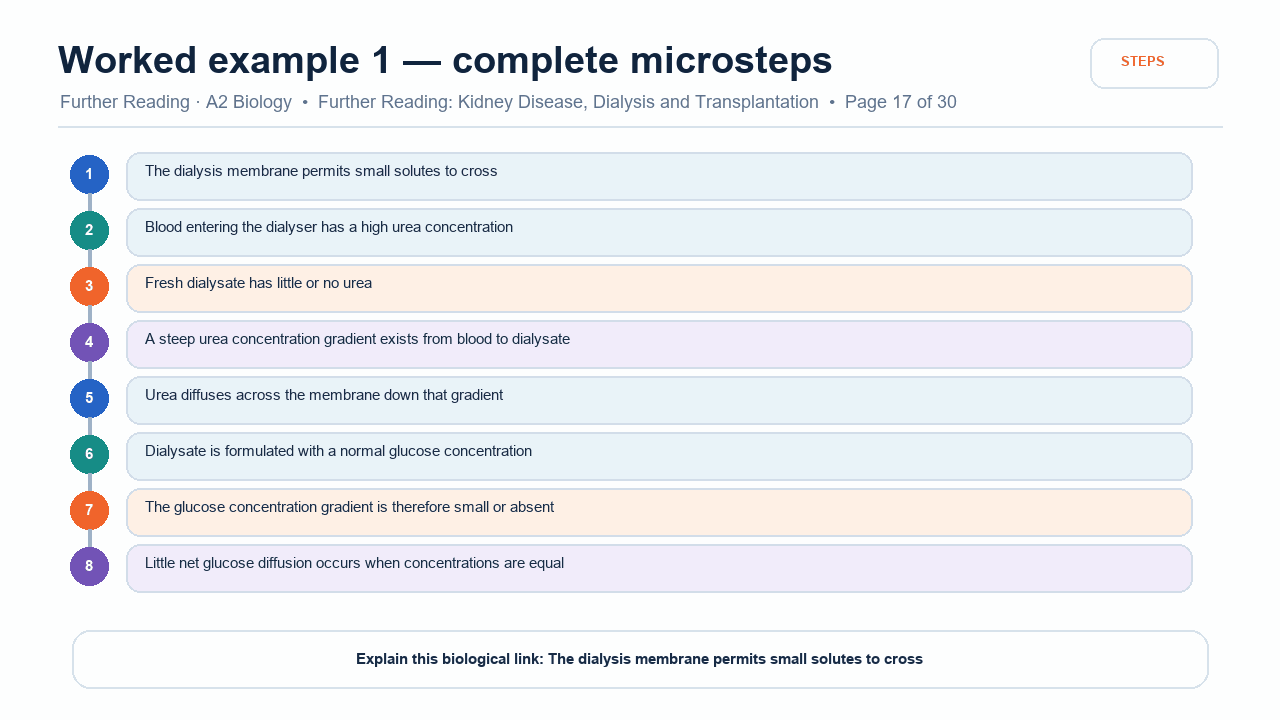 Worked example 1 — complete microsteps
STEPS
Further Reading · A2 Biology • Further Reading: Kidney Disease, Dialysis and Transplantation • Page 17 of 30
1 The dialysis membrane permits small solutes to cross
2 Blood entering the dialyser has a high urea concentration
3 Fresh dialysate has little or no urea
4 A steep urea concentration gradient exists from blood to dialysate
5 Urea diffuses across the membrane down that gradient
6 Dialysate is formulated with a normal glucose concentration
7 The glucose concentration gradient is therefore small or absent
8 Little net glucose diffusion occurs when concentrations are equal
Explain this biological link: The dialysis membrane permits small solutes to cross